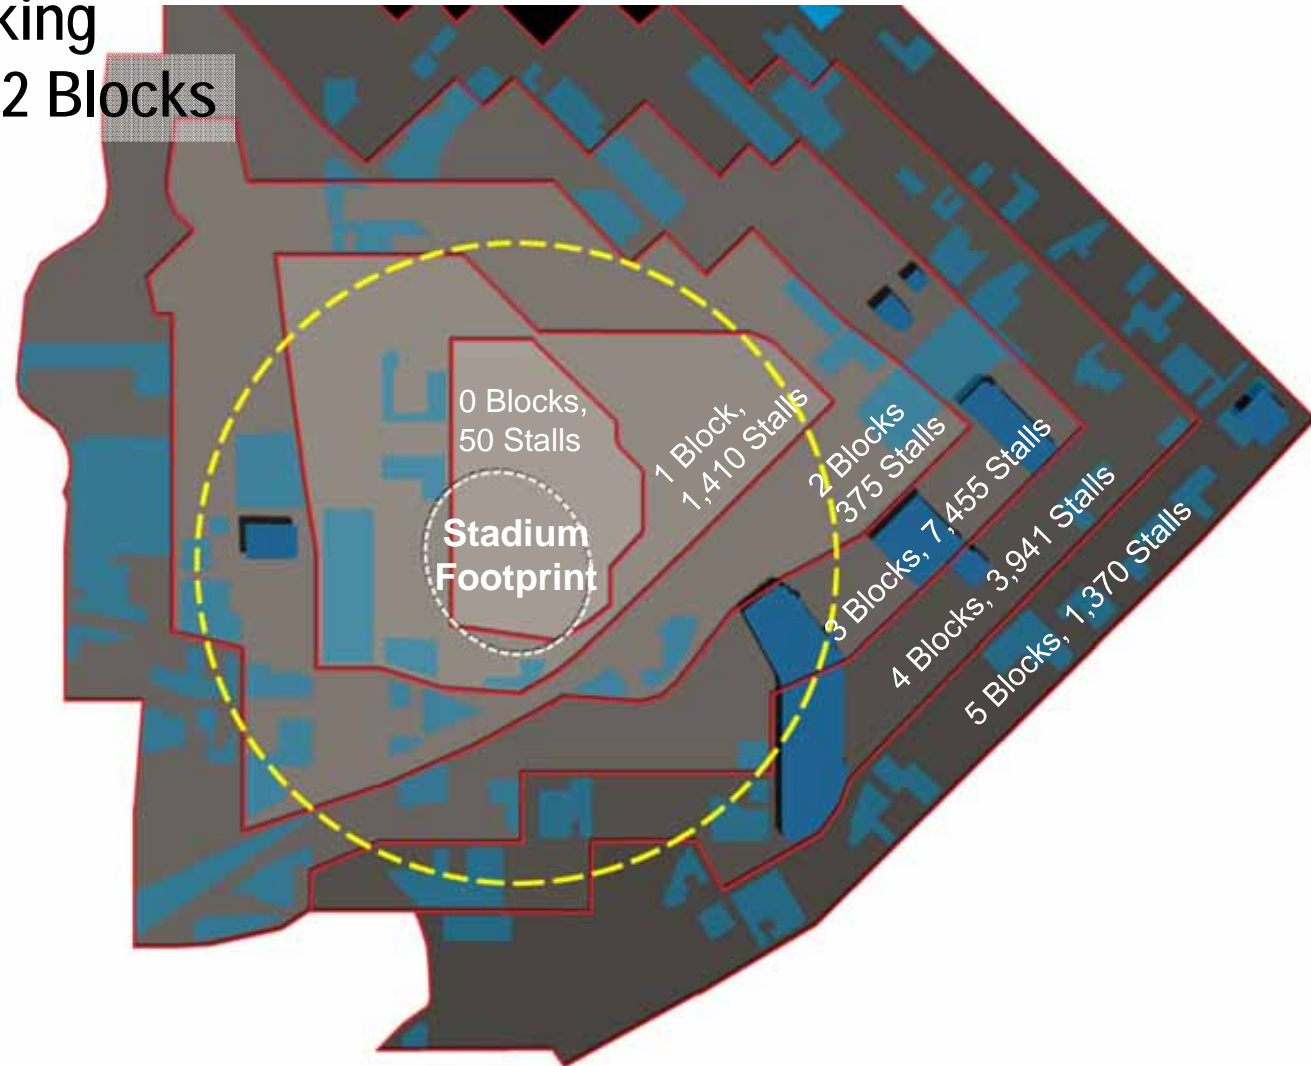 king
2 Blocks
0 Blocks,
50 Stalls
1 Block,
1,410 Stalls
2 Blocks
375 Stalls
3 Blocks, 7,455 Stalls
4 Blocks, 3,941 Stalls
5 Blocks, 1,370 Stalls
Stadium
Footprint